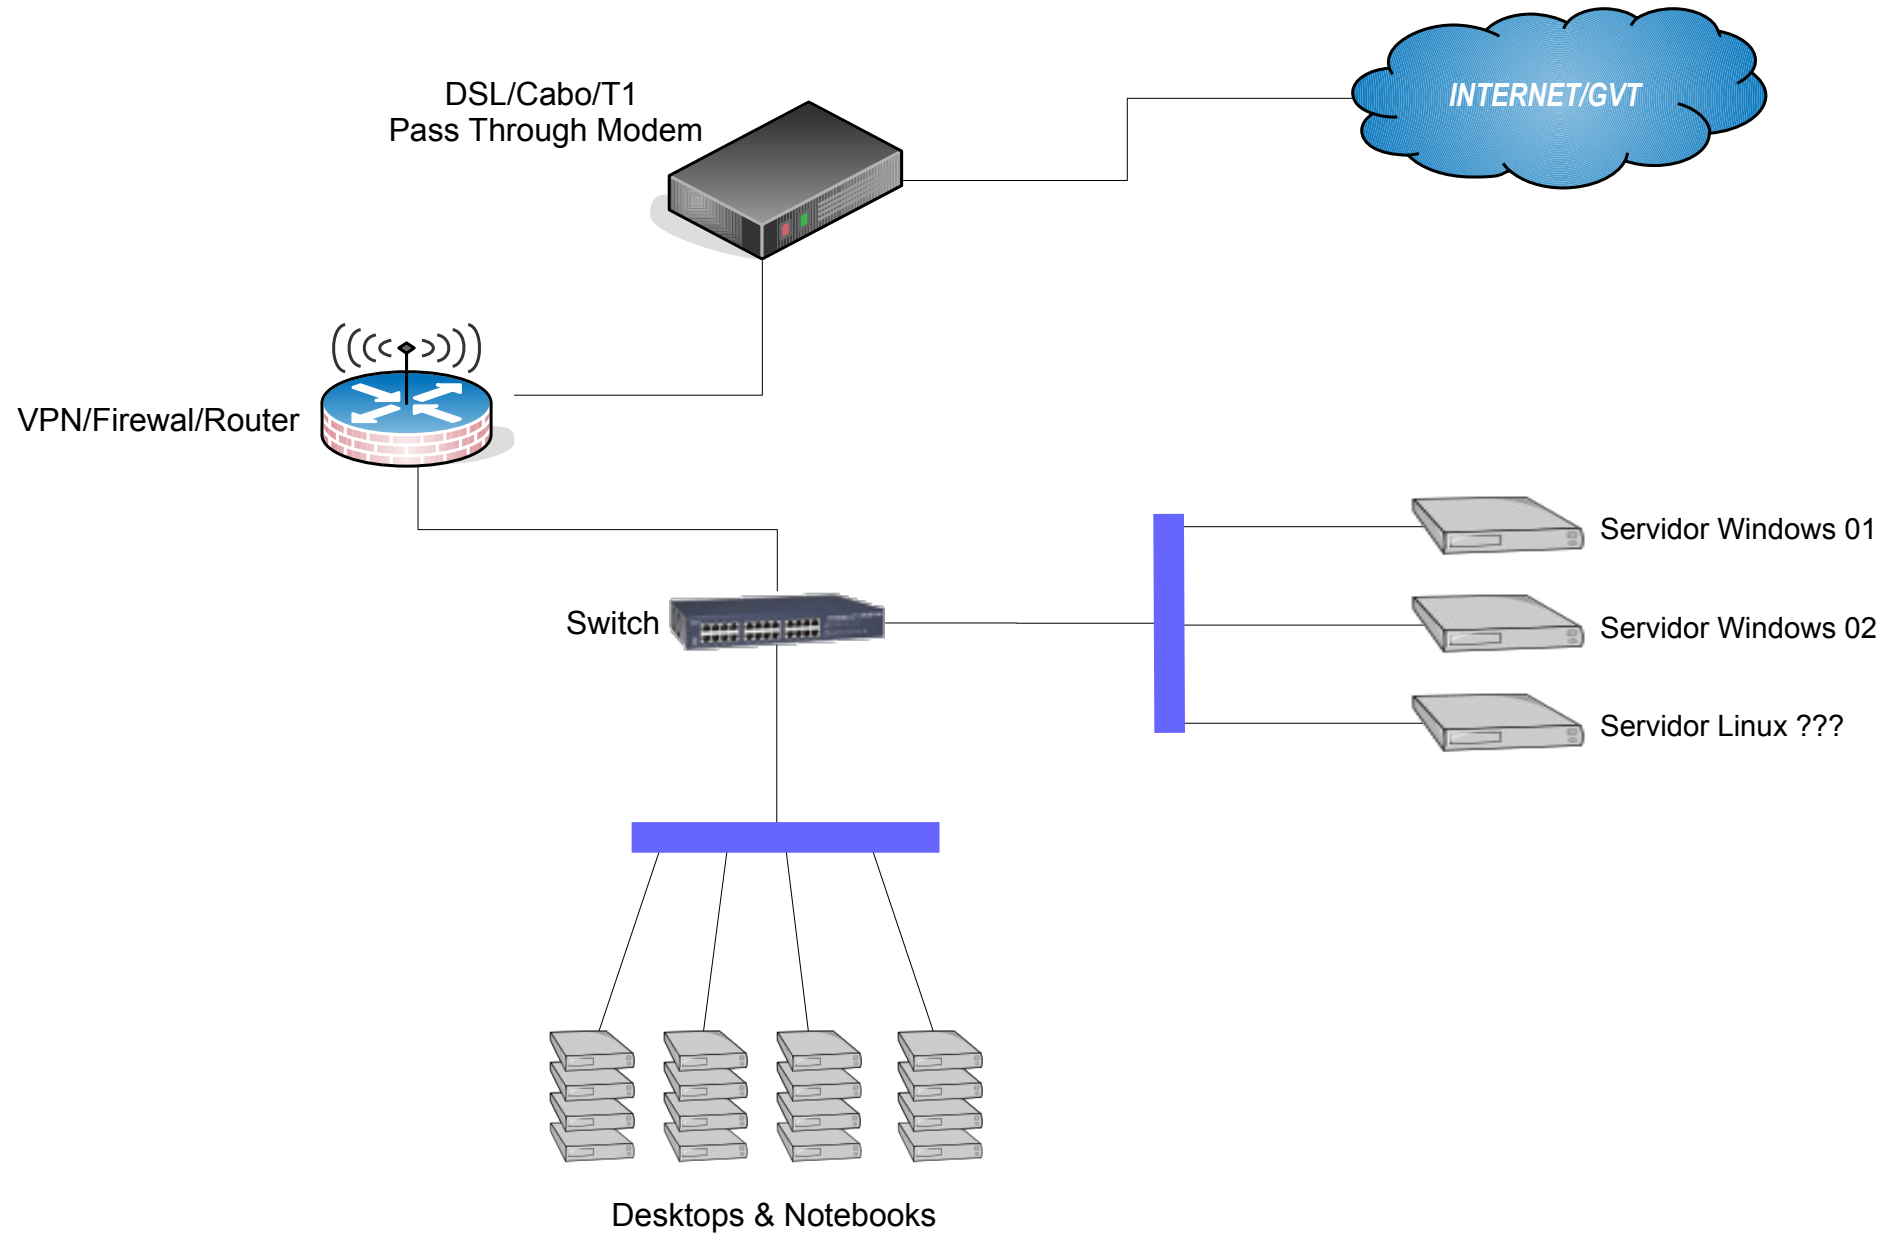 DSL/Cabo/T1
Pass Through Modem
INTERNET/GVT
VPN/Firewal/Router
Switch
Servidor Windows 01
Servidor Windows 02
Servidor Linux ???
Desktops & Notebooks